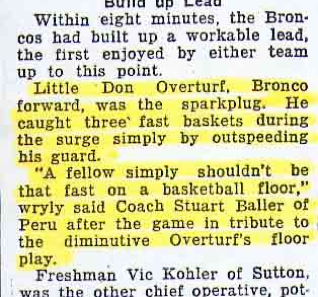 Build up Lead
Within eight minutes, the Bron-
cos had built up a workable lead,
the first enjoyed by either team
up to this point.
Little Don Overturf, Bronco
forward, was the sparkplug. He
caught three fast baskets during
the surge simply by outspeeding
his guard.
"A fellow simply shouldn't be
that fast on a basketball floor,"
wryly said Coach Stuart Baller of
Peru after the game in tribute to
the diminutive Overturf's floor
play.
Freshman Vic Kohler of Sutton,
was the other chief operative, pot-